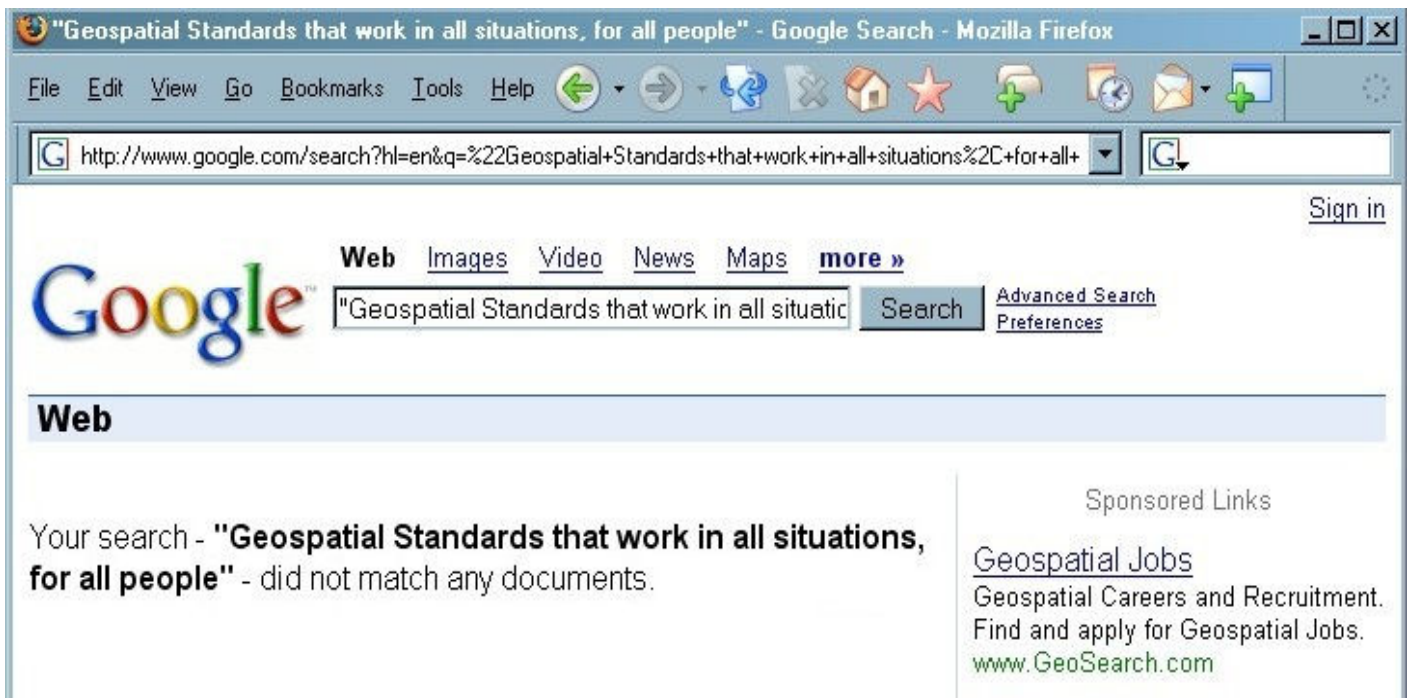 "Geospatial Standards that work in all situations, for all people" - Google Search - Mozilla Firefox
File Edit View Go Bookmarks Tools Help
G http://www.google.com/search?hl=en&q=%22Geospatial+Standards+that+work+in+all+situations%2C+for+all+ G
Sign in
Web Images Video News Maps more »
Google™ "Geospatial Standards that work in all situatic Search Advanced Search
Preferences
Web
Sponsored Links
Your search - "Geospatial Standards that work in all situations,
for all people" - did not match any documents.
Geospatial Jobs
Geospatial Careers and Recruitment.
Find and apply for Geospatial Jobs.
www.GeoSearch.com